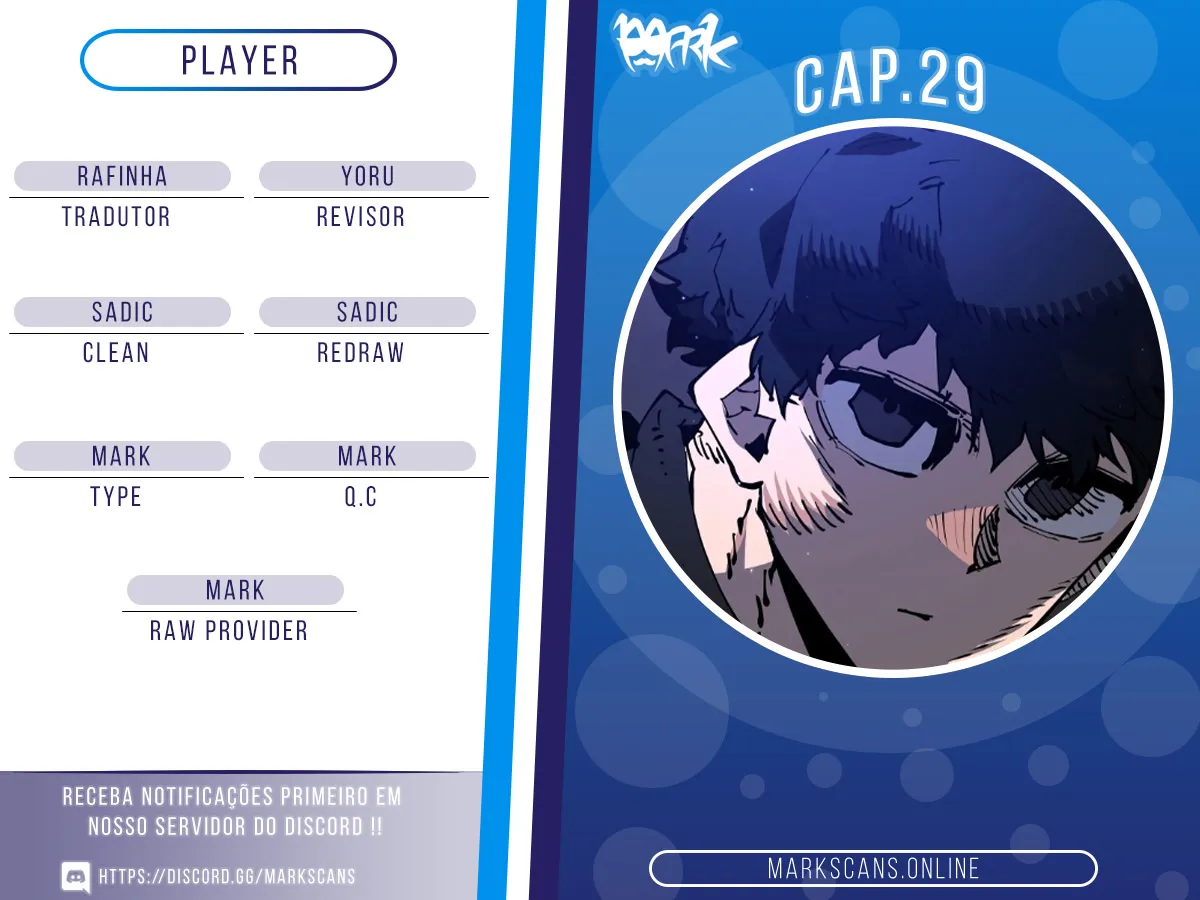 PLAYER
RAFINHA
TRADUTOR
YORU
REVISOR
SADIC
CLEAN
SADIC
REDRAW
MARK
TYPE
MARK
Q.C
MARK
RAW PROVIDER
RECEBA NOTIFICAÇÕES PRIMEIRO EM
NOSSO SERVIDOR DO DISCORD !!
HTTPS://DISCORD.GG/MARKSCANS
MARK
CAP.29
MARKSCANS.ONLINE